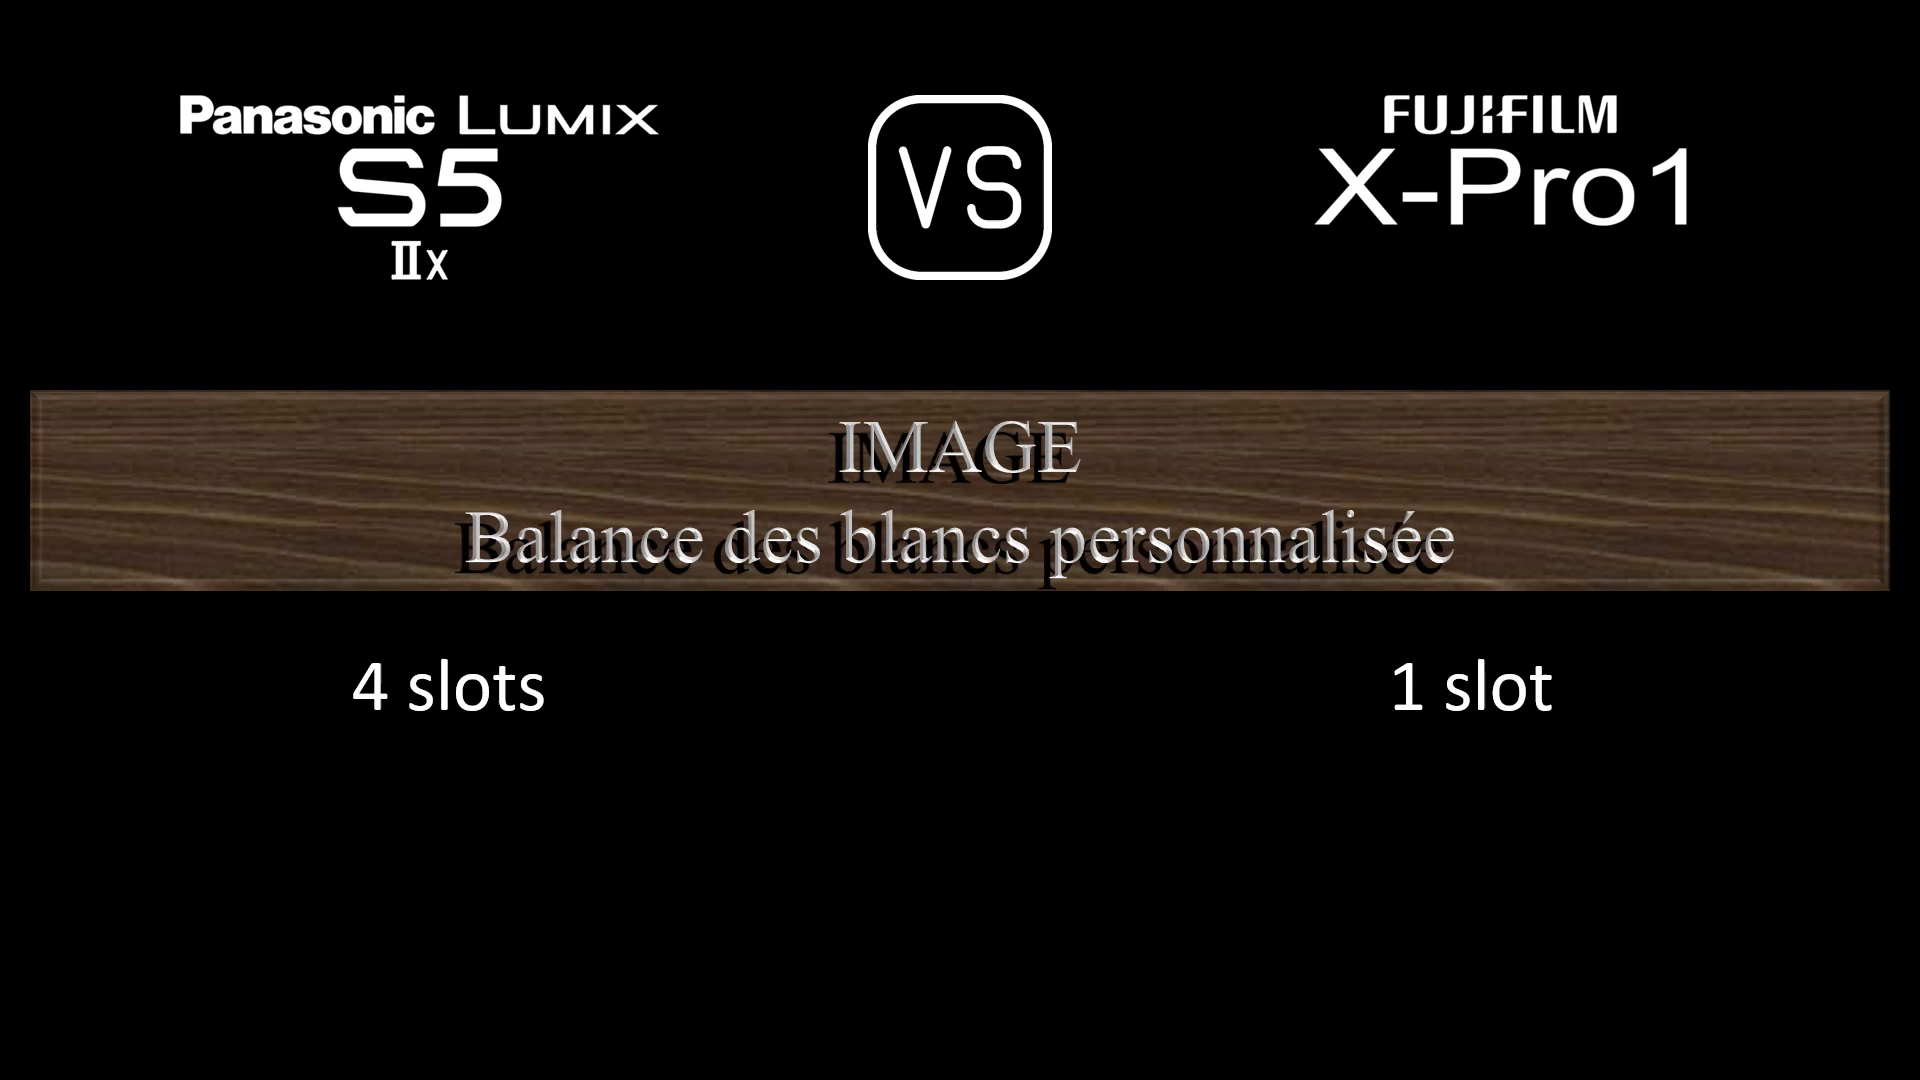 Panasonic LUMIX
S5
IIx
VS
FUJIFILM
X-Pro1
IMAGE
Balance des blancs personnalisée
4 slots
1 slot